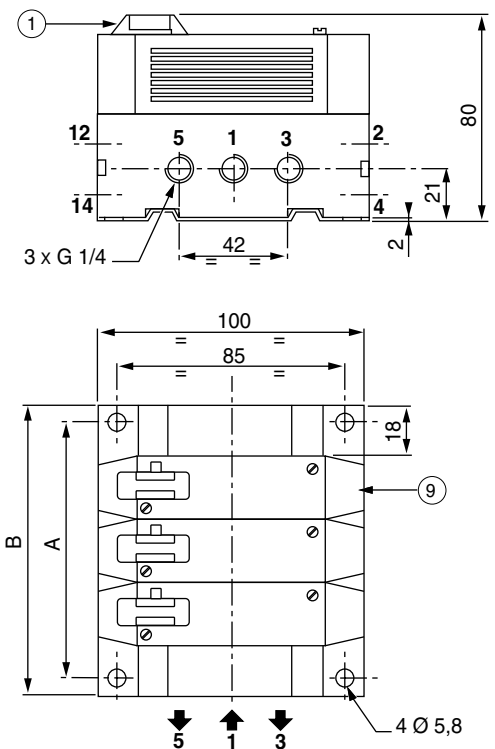 1
12 5 1 3 2
14 4
3 x G 1/4
42
= =
21
2
80
100
= =
85
= =
18
9
B
A
5 1 3
4 Ø 5,8